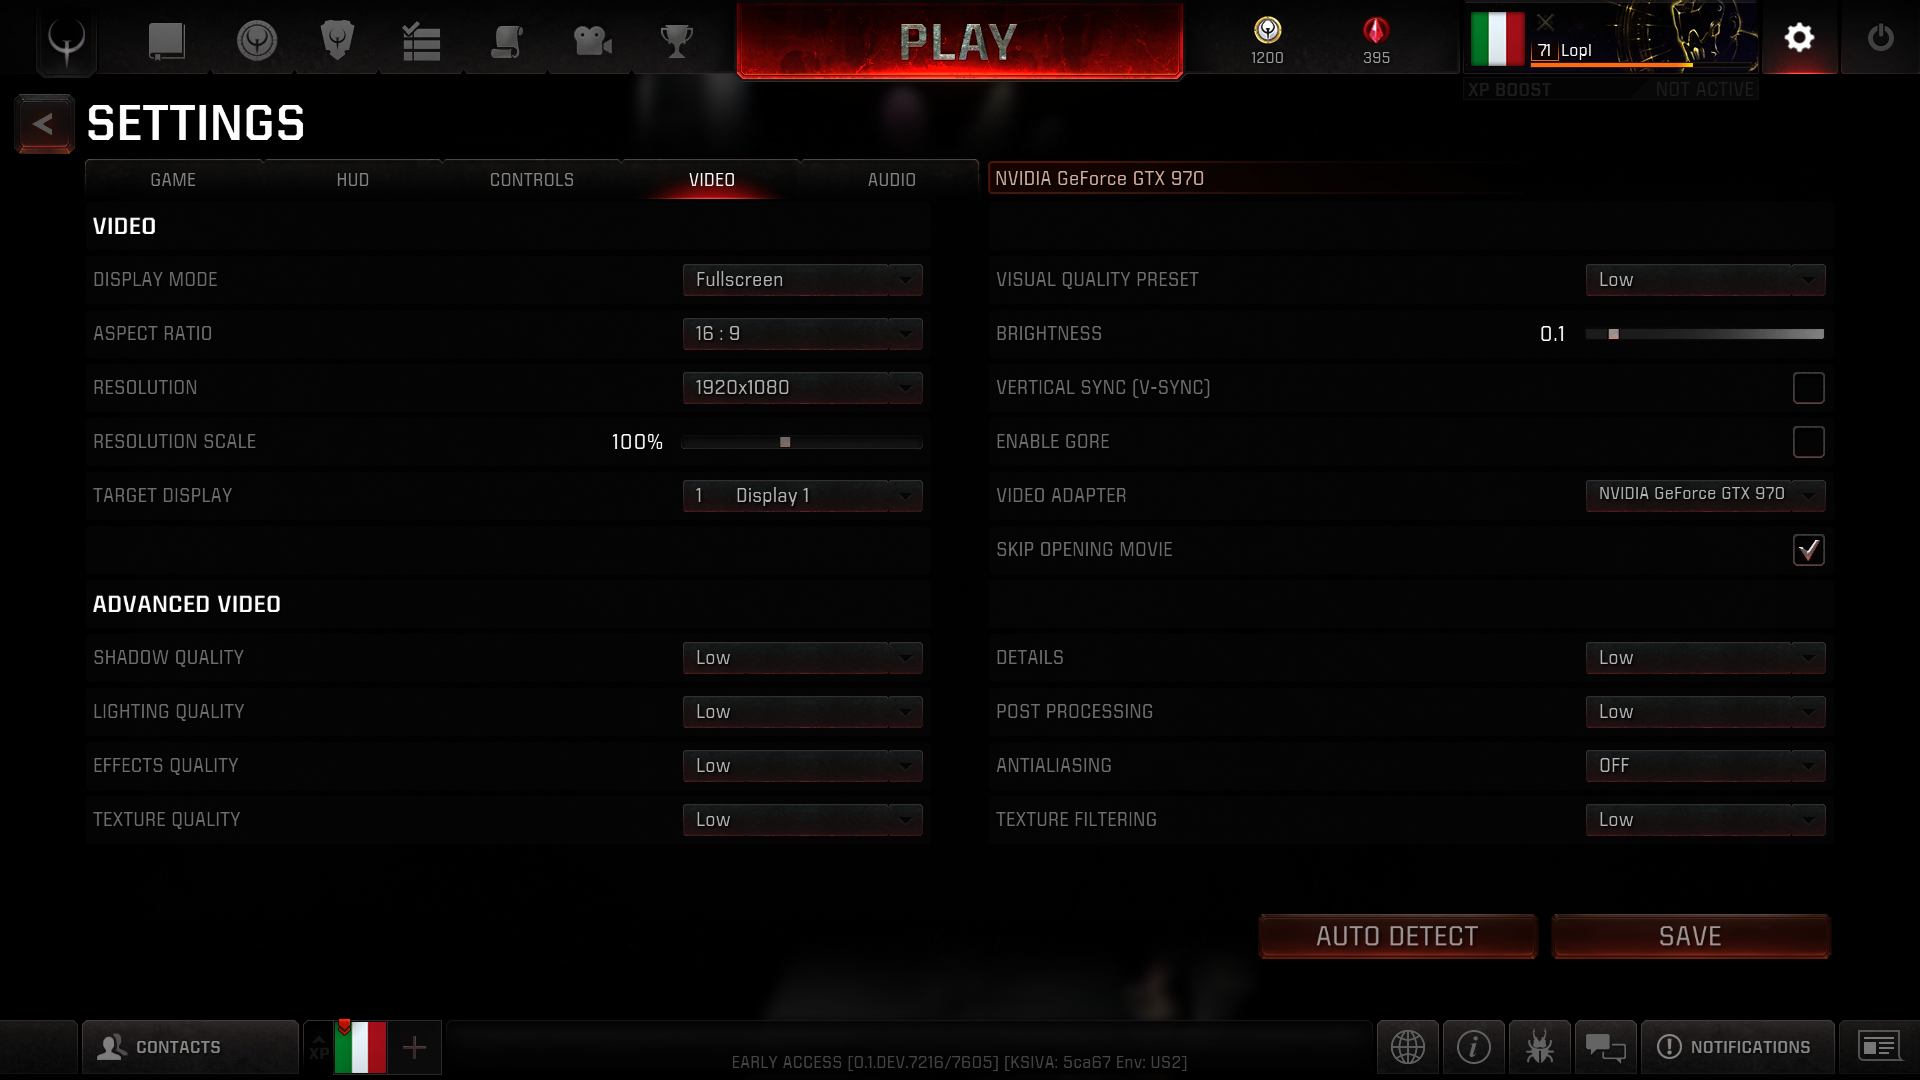 PLAY
1200
395
71 Lopl
XP BOOST NOT ACTIVE
< SETTINGS
GAME HUD CONTROLS VIDEO AUDIO
NVIDIA GeForce GTX 970
VIDEO
DISPLAY MODE Fullscreen
VISUAL QUALITY PRESET Low
ASPECT RATIO 16 : 9
BRIGHTNESS 0.1
RESOLUTION 1920x1080
VERTICAL SYNC (V-SYNC)
RESOLUTION SCALE 100%
ENABLE GORE
TARGET DISPLAY 1 Display 1
VIDEO ADAPTER NVIDIA GeForce GTX 970
SKIP OPENING MOVIE
ADVANCED VIDEO
SHADOW QUALITY Low
DETAILS Low
LIGHTING QUALITY Low
POST PROCESSING Low
EFFECTS QUALITY Low
ANTIALIASING OFF
TEXTURE QUALITY Low
TEXTURE FILTERING Low
AUTO DETECT SAVE
CONTACTS
XP
EARLY ACCESS [0.1.DEV.7216/7605] [KSIVA: 5ca67 Env: US2]
NOTIFICATIONS